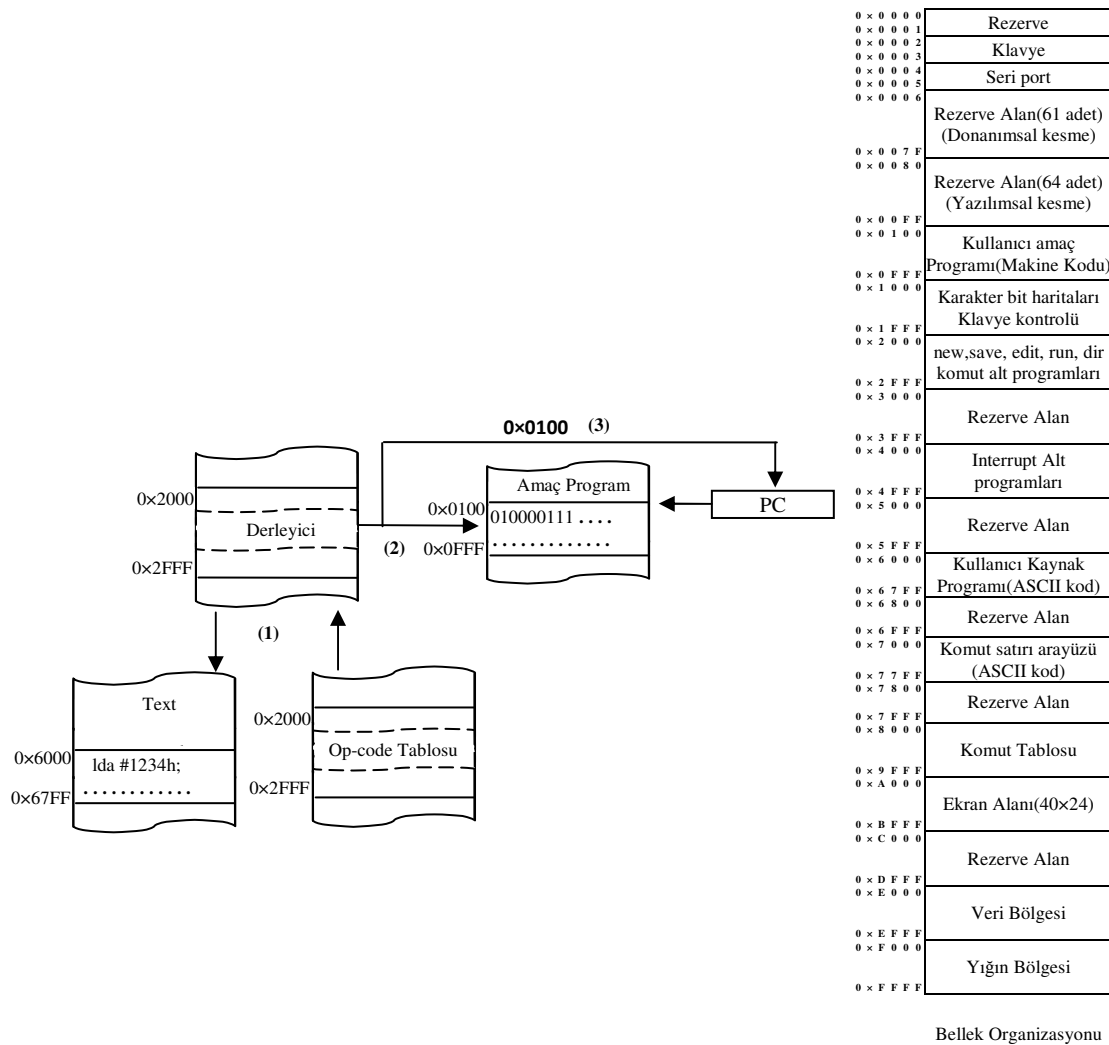 0×2000
0×2FFF
Derleyici
(1)
(2)
0×0100 (3)
Amaç Program
0×0100
0×0FFF
010000111 . . . .
. . . . . . . . . . . . .
PC
Text
0×6000
0×67FF
lda #1234h;
. . . . . . . . . . . .
0×2000
0×2FFF
Op-code Tablosu
0×0000
Rezerve
0×0001
0×0002
Klavye
0×0003
0×0004
Seri port
0×0005
0×0006
Rezerve Alan(61 adet)
(Donanımsal kesme)
0×007F
0×0080
Rezerve Alan(64 adet)
(Yazılımsal kesme)
0×00FF
0×0100
Kullanıcı amaç
Programı(Makine Kodu)
0×0FFF
0×1000
Karakter bit haritaları
Klavye kontrolü
0×1FFF
0×2000
new,save, edit, run, dir
komut alt programları
0×2FFF
0×3000
Rezerve Alan
0×3FFF
0×4000
Interrupt Alt
programları
0×4FFF
0×5000
Rezerve Alan
0×5FFF
0×6000
Kullanıcı Kaynak
Programı(ASCII kod)
0×67FF
0×6800
Rezerve Alan
0×6FFF
0×7000
Komut satırı arayüzü
(ASCII kod)
0×77FF
0×7800
Rezerve Alan
0×7FFF
0×8000
Komut Tablosu
0×9FFF
0×A000
Ekran Alanı(40×24)
0×BFFF
0×C000
Rezerve Alan
0×DFFF
0×E000
Veri Bölgesi
0×EFFF
0×F000
Yığın Bölgesi
0×FFFF
Bellek Organizasyonu